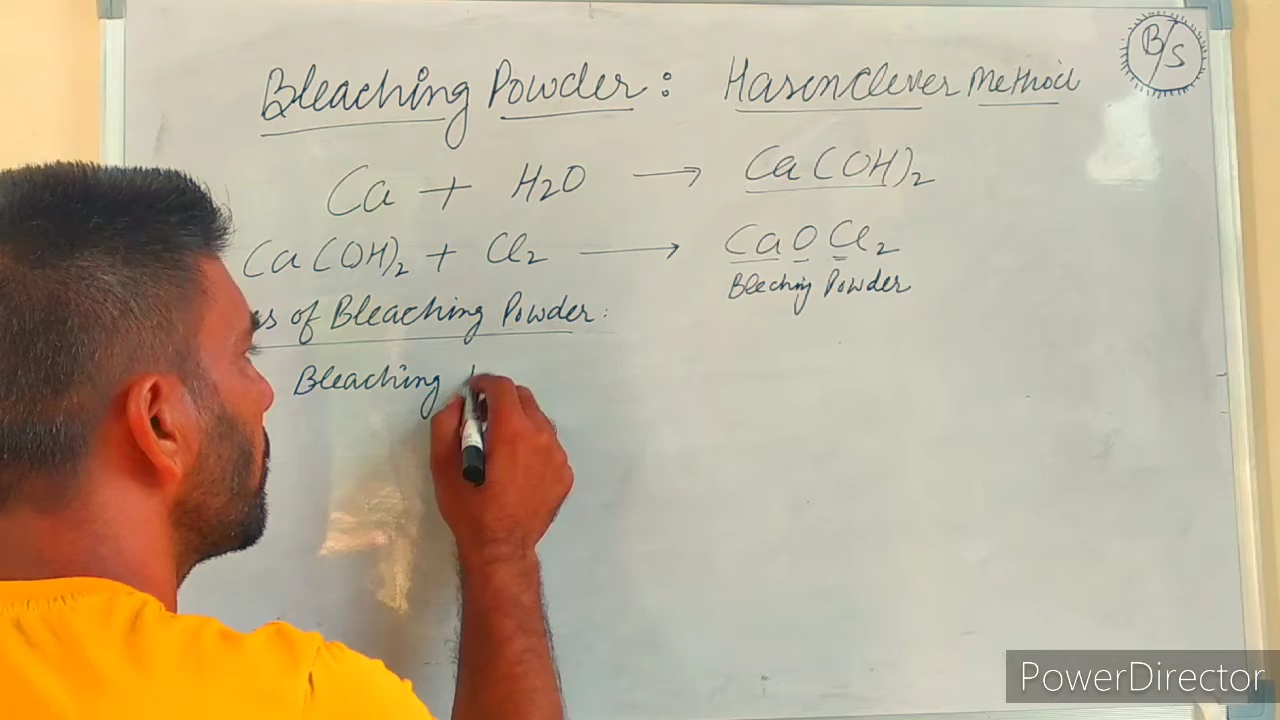 B/S
Bleaching Powder: Hasenclever Method
Ca + H2O → Ca(OH)2
Ca(OH)2 + Cl2 → CaOCl2
Bleching Powder
of Bleaching Powder:
Bleaching
PowerDirector